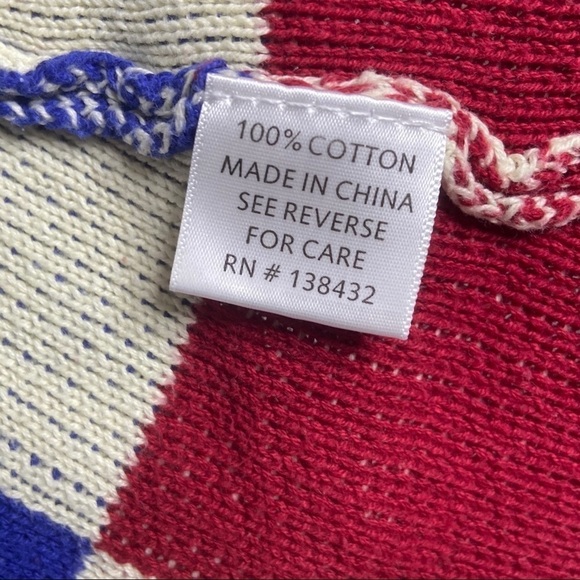 100% COTTON
MADE IN CHINA
SEE REVERSE
FOR CARE
RN # 138432